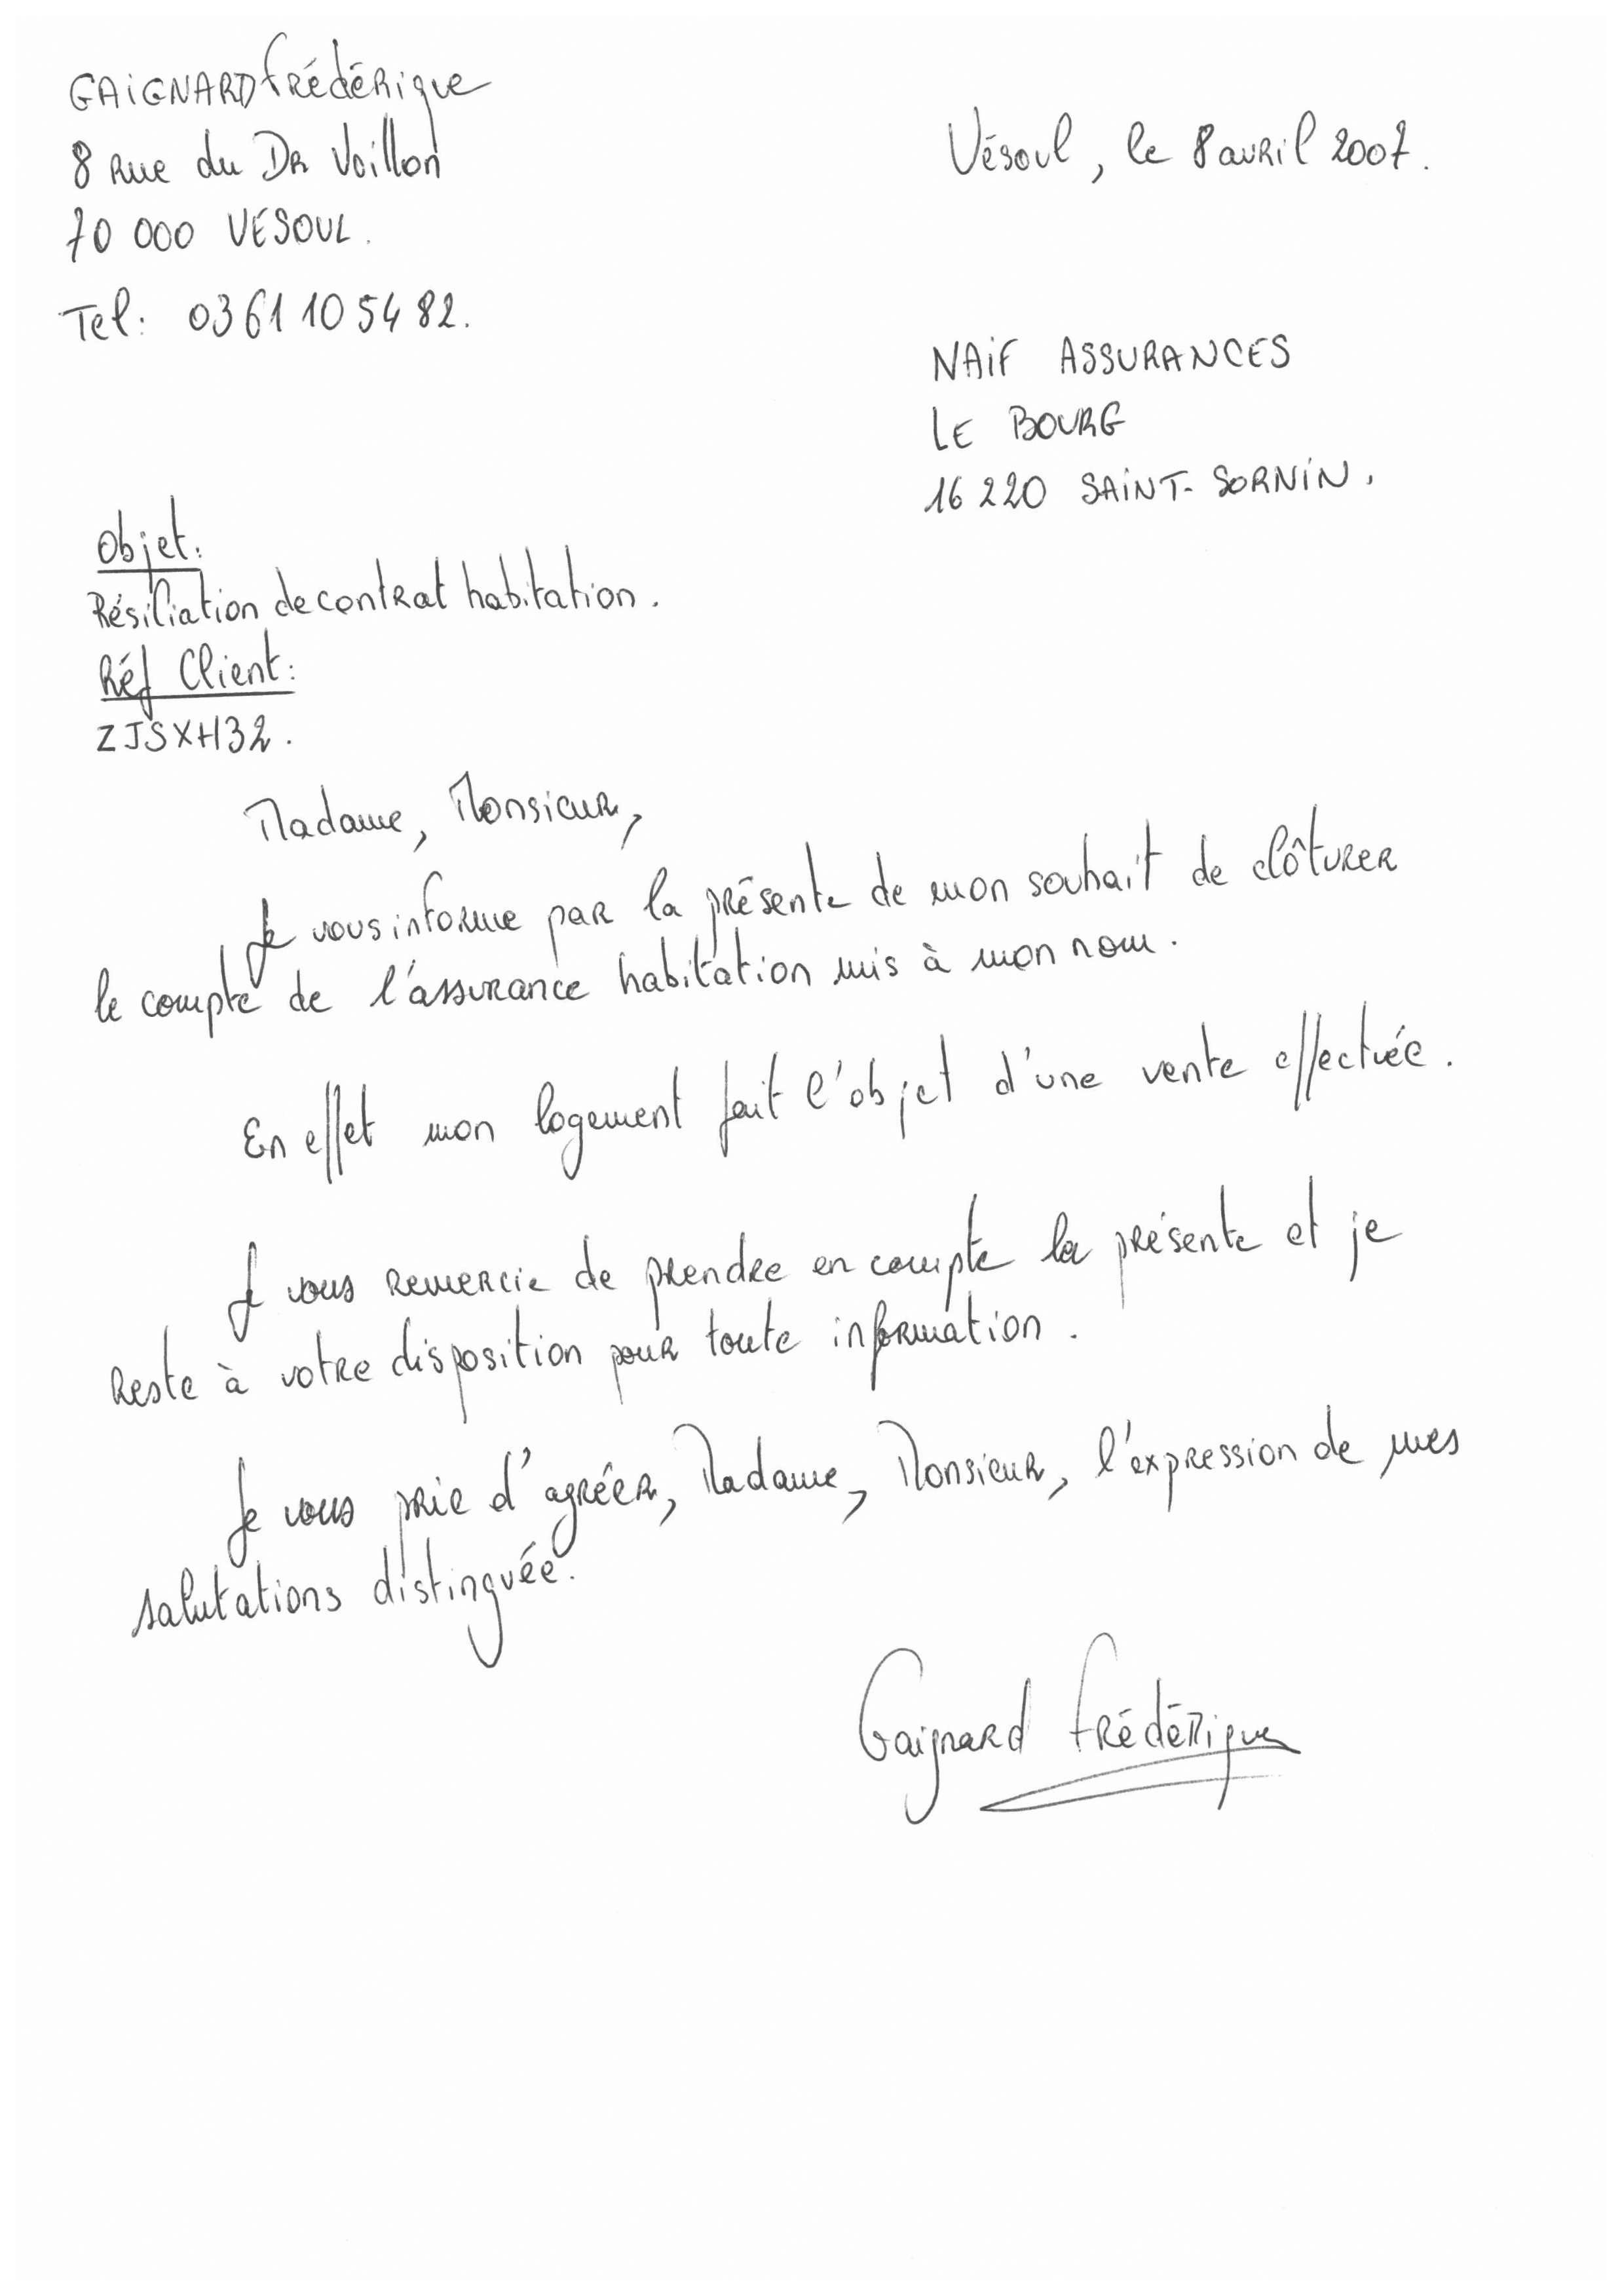 GAIGNARD Frédérique
8 Rue du DR Voillon
70 000 VESOUL.
Tel: 03 61 10 54 82.
Vésoul, le 8 avril 2007.
NAIF ASSURANCES
LE BOURG
16 220 SAINT-SORNIN.
Objet:
Résiliation de contrat habitation.
Réf Client:
ZJSXH32.
Madame, Monsieur,
Je vous informe par la présente de mon souhait de clôturer
le compte de l'assurance habitation mis à mon nom.
En effet mon logement fait l'objet d'une vente effectuée.
Je vous remercie de prendre en compte la présente et je
reste à votre disposition pour toute information.
Je vous prie d'agréer, Madame, Monsieur, l'expression de mes
salutations distinguée.
Gaignard Frédérique